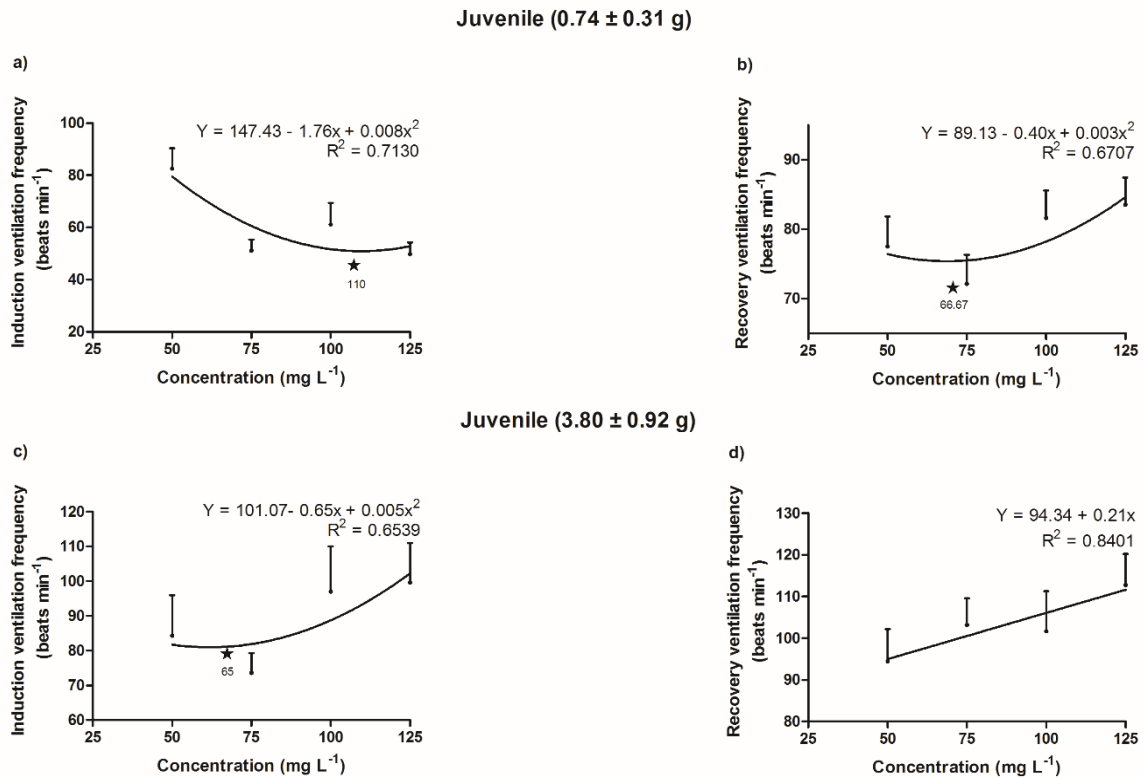 Juvenile (0.74 ± 0.31 g)
a)
Induction ventilation frequency
(beats min⁻¹)
100
80
60
40
20
Y = 147.43 - 1.76x + 0.008x²
R² = 0.7130
★
110
25
50
75
100
125
Concentration (mg L⁻¹)
b)
Recovery ventilation frequency
(beats min⁻¹)
90
80
70
Y = 89.13 - 0.40x + 0.003x²
R² = 0.6707
★
66.67
25
50
75
100
125
Concentration (mg L⁻¹)
Juvenile (3.80 ± 0.92 g)
c)
Induction ventilation frequency
(beats min⁻¹)
120
110
100
90
80
70
60
Y = 101.07- 0.65x + 0.005x²
R² = 0.6539
★
65
25
50
75
100
125
Concentration (mg L⁻¹)
d)
Recovery ventilation frequency
(beats min⁻¹)
130
120
110
100
90
80
Y = 94.34 + 0.21x
R² = 0.8401
25
50
75
100
125
Concentration (mg L⁻¹)